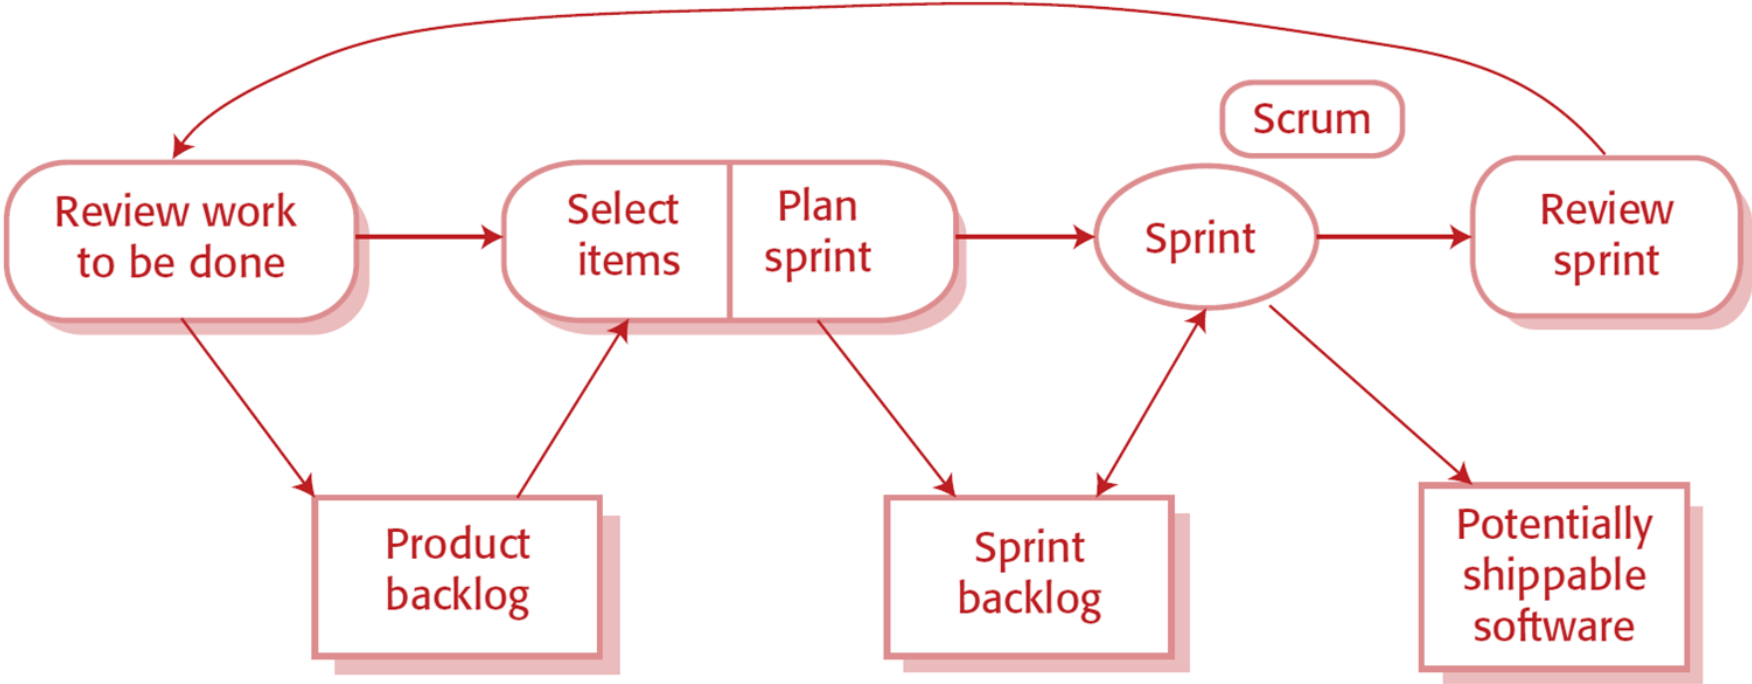 Scrum
Review work
to be done
Select
items
Plan
sprint
Sprint
Review
sprint
Product
backlog
Sprint
backlog
Potentially
shippable
software